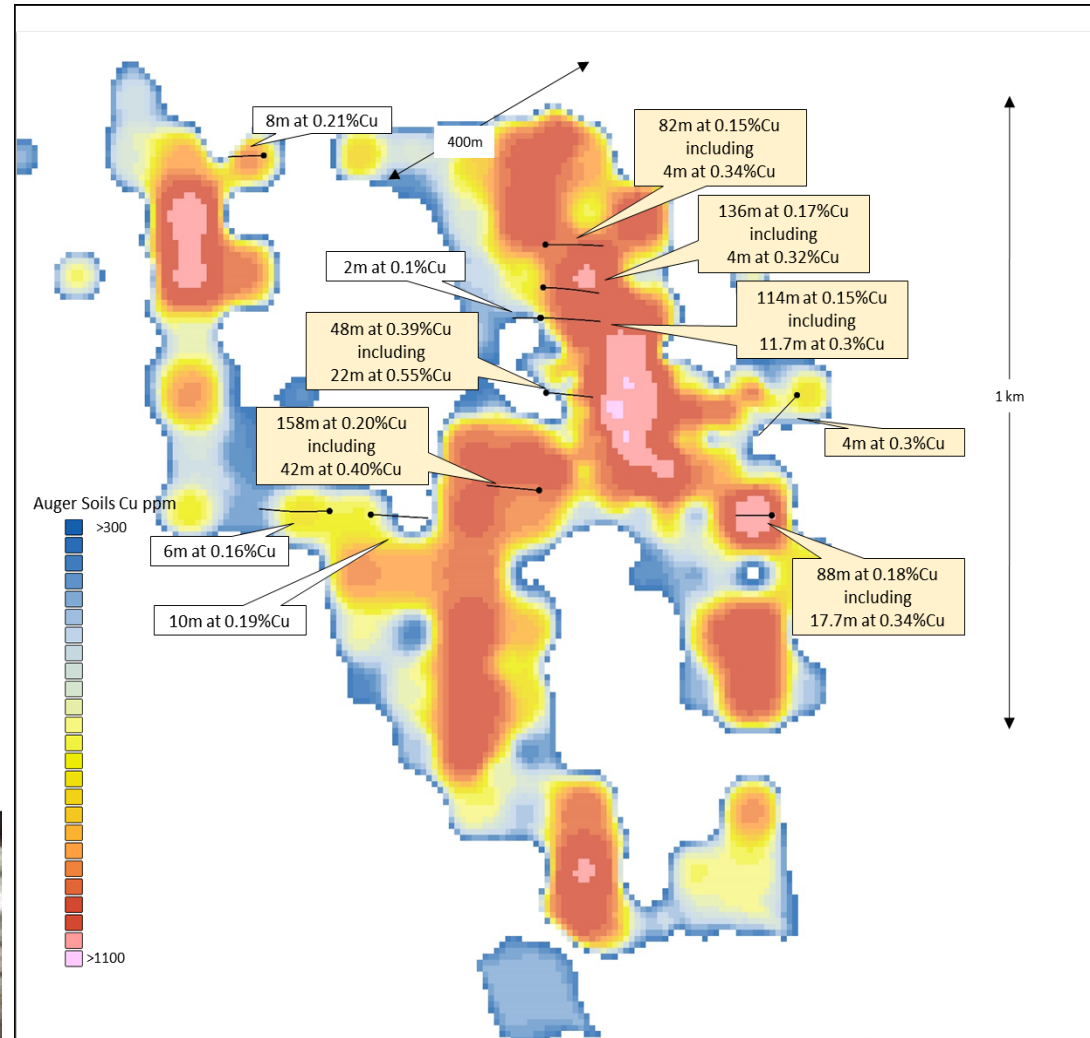 8m at 0.21%Cu
400m
82m at 0.15%Cu
including
4m at 0.34%Cu
136m at 0.17%Cu
including
4m at 0.32%Cu
2m at 0.1%Cu
114m at 0.15%Cu
including
11.7m at 0.3%Cu
48m at 0.39%Cu
including
22m at 0.55%Cu
1 km
158m at 0.20%Cu
including
42m at 0.40%Cu
4m at 0.3%Cu
Auger Soils Cu ppm
>300
6m at 0.16%Cu
88m at 0.18%Cu
including
17.7m at 0.34%Cu
10m at 0.19%Cu
>1100